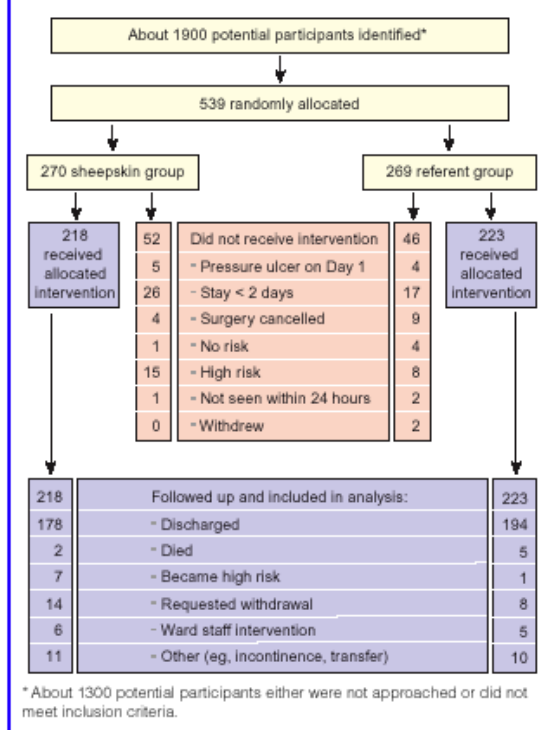 About 1900 potential participants identified*
539 randomly allocated
270 sheepskin group
269 referent group
218
received
allocated
intervention
52 Did not receive intervention 46
5 - Pressure ulcer on Day 1 4
26 - Stay < 2 days 17
4 - Surgery cancelled 9
1 - No risk 4
15 - High risk 8
1 - Not seen within 24 hours 2
0 - Withdrew 2
223
received
allocated
intervention
218 Followed up and included in analysis: 223
178 - Discharged 194
2 - Died 5
7 - Became high risk 1
14 - Requested withdrawal 8
6 - Ward staff intervention 5
11 - Other (eg, incontinence, transfer) 10
*About 1300 potential participants either were not approached or did not
meet inclusion criteria.